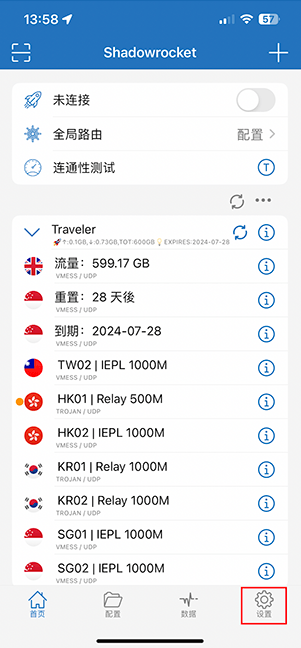 13:58
57
Shadowrocket
未连接
全局路由
配置
连通性测试
T
Traveler
🚀↑:0.1GB,↓:0.73GB,TOT:600GB💡EXPIRES:2024-07-28
流量：599.17 GB
VMESS / UDP
重置：28 天後
VMESS / UDP
到期：2024-07-28
VMESS / UDP
TW02 | IEPL 1000M
VMESS / UDP
HK01 | Relay 500M
TROJAN / UDP
HK02 | IEPL 1000M
VMESS / UDP
KR01 | Relay 1000M
TROJAN / UDP
KR02 | Relay 1000M
TROJAN / UDP
SG01 | IEPL 1000M
VMESS / UDP
SG02 | IEPL 1000M
VMESS / UDP
首页
配置
数据
设置